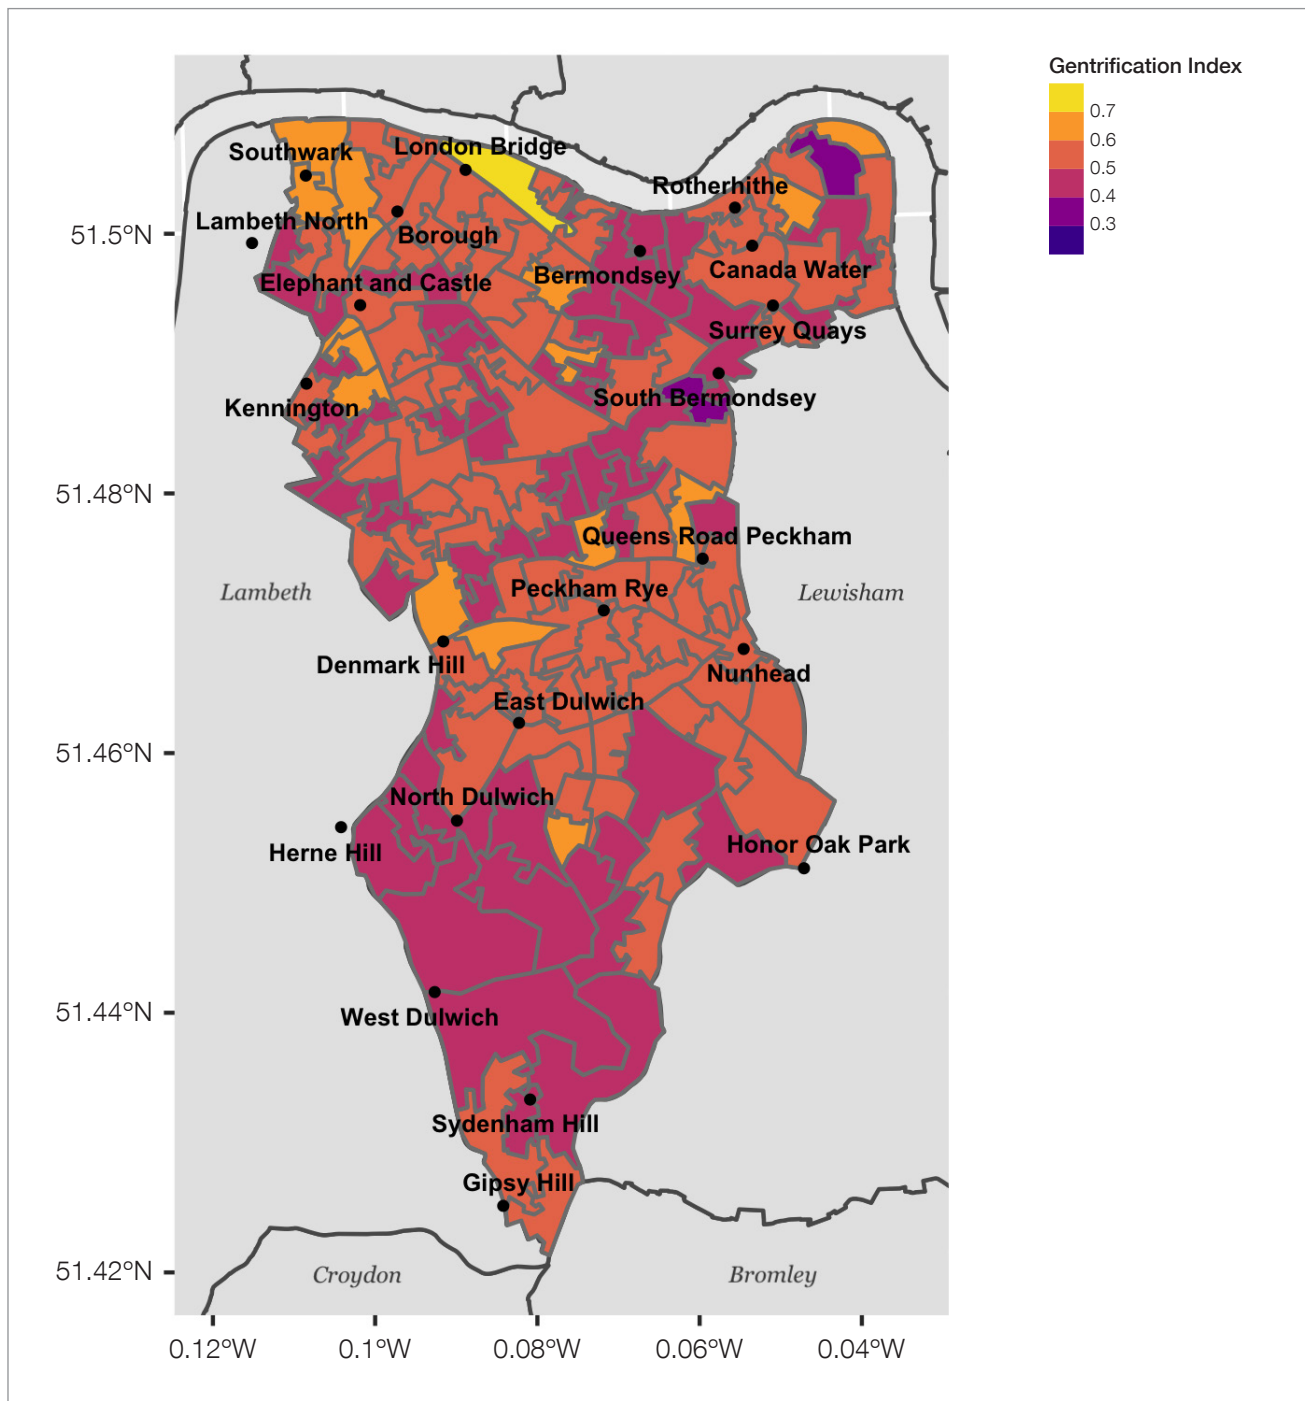 Gentrification Index
0.7
0.6
0.5
0.4
0.3
London Bridge
Southwark
Rotherhithe
Lambeth North
Borough
51.5°N
Bermondsey
Canada Water
Elephant and Castle
Surrey Quays
South Bermondsey
Kennington
51.48°N
Queens Road Peckham
Peckham Rye
Lambeth
Lewisham
Denmark Hill
Nunhead
East Dulwich
51.46°N
North Dulwich
Honor Oak Park
Herne Hill
51.44°N
West Dulwich
Sydenham Hill
Gipsy Hill
51.42°N
Croydon
Bromley
0.12°W
0.1°W
0.08°W
0.06°W
0.04°W